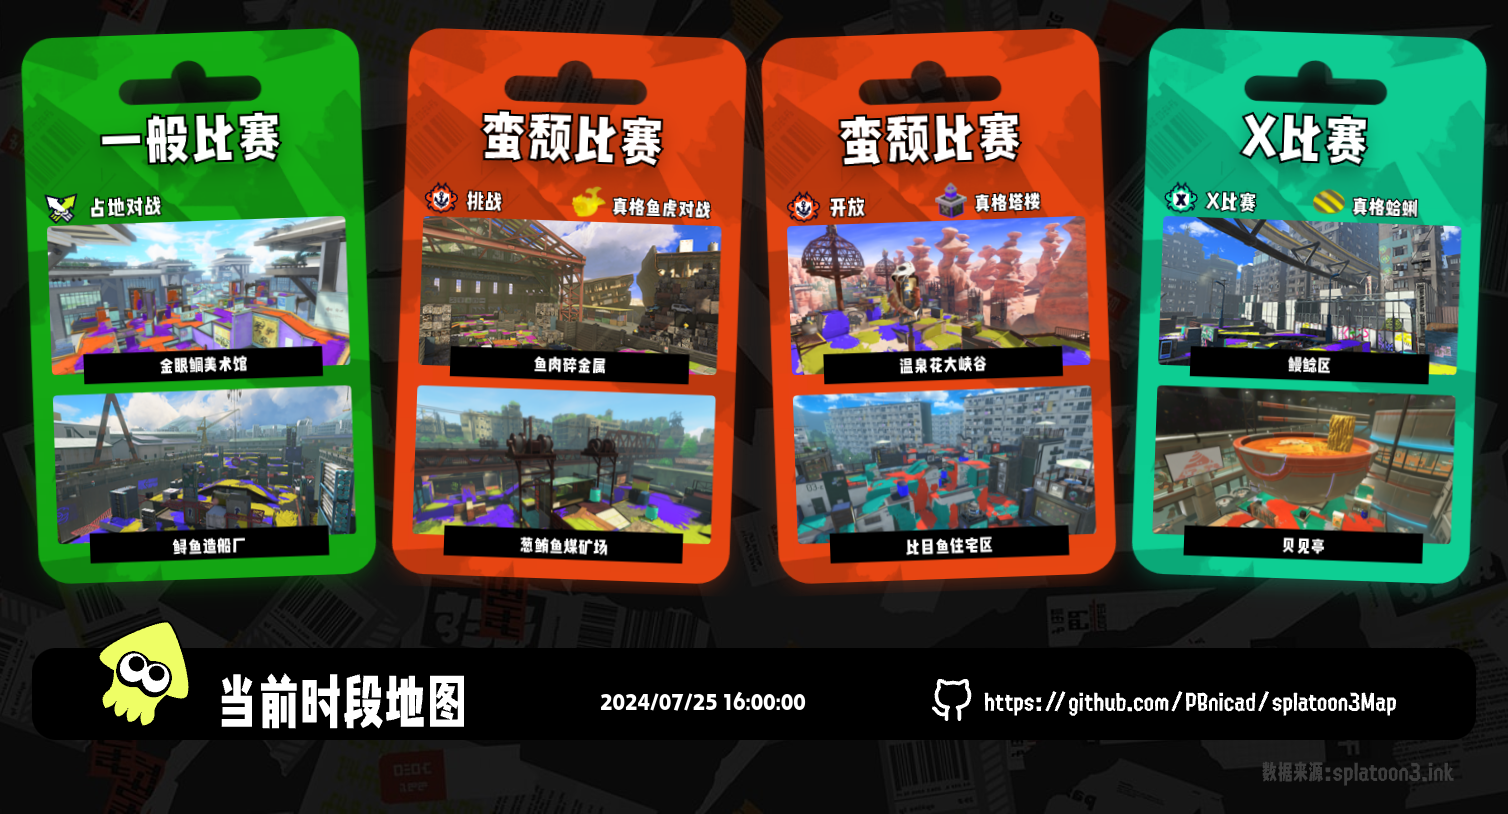 一般比赛
占地对战
金眼鲷美术馆
鲟鱼造船厂
蛮颓比赛
挑战
真格鱼虎对战
鱼肉碎金属
葱鲔鱼煤矿场
蛮颓比赛
开放
真格塔楼
温泉花大峡谷
比目鱼住宅区
X比赛
X比赛
真格蛤蜊
鳗鲶区
贝见亭
当前时段地图
2024/07/25 16:00:00
https://github.com/PBnicad/splatoon3Map
数据来源:splatoon3.ink